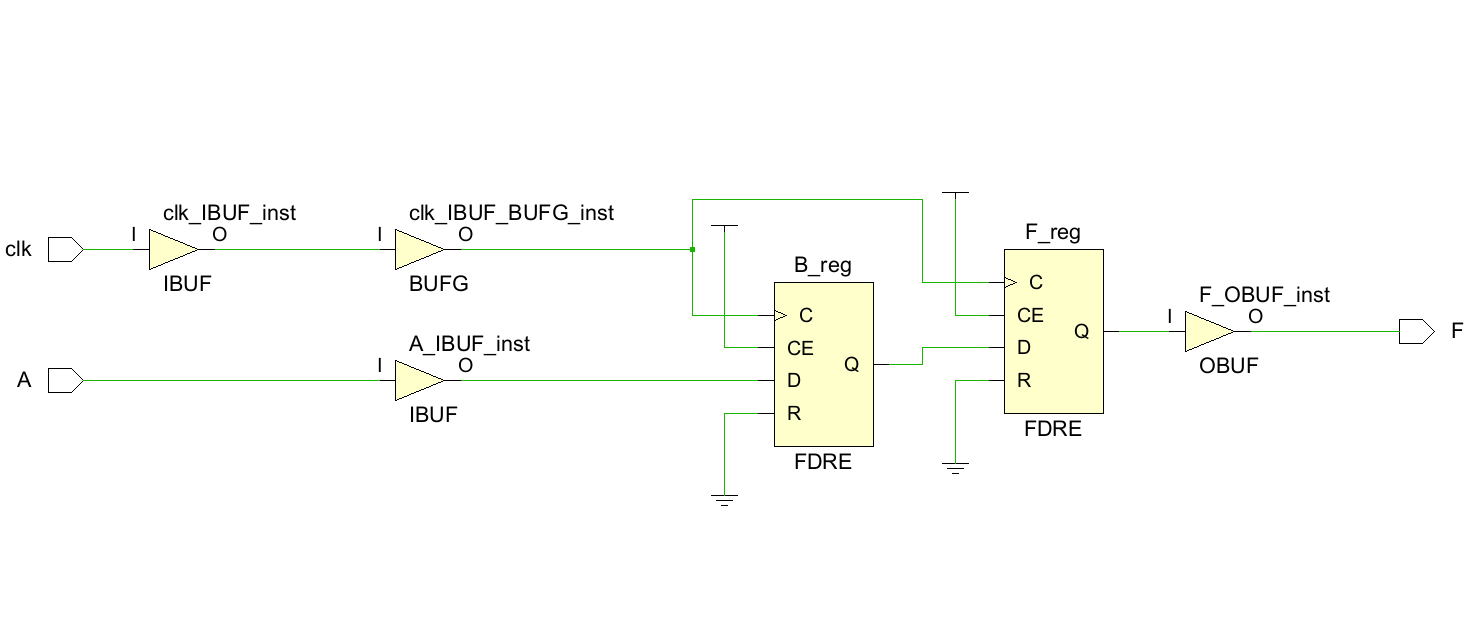 clk
I
clk_IBUF_inst
O
IBUF
I
clk_IBUF_BUFG_inst
O
BUFG
A
I
A_IBUF_inst
O
IBUF
B_reg
C
CE
D
R
Q
FDRE
F_reg
C
CE
D
R
Q
FDRE
I
F_OBUF_inst
O
OBUF
F